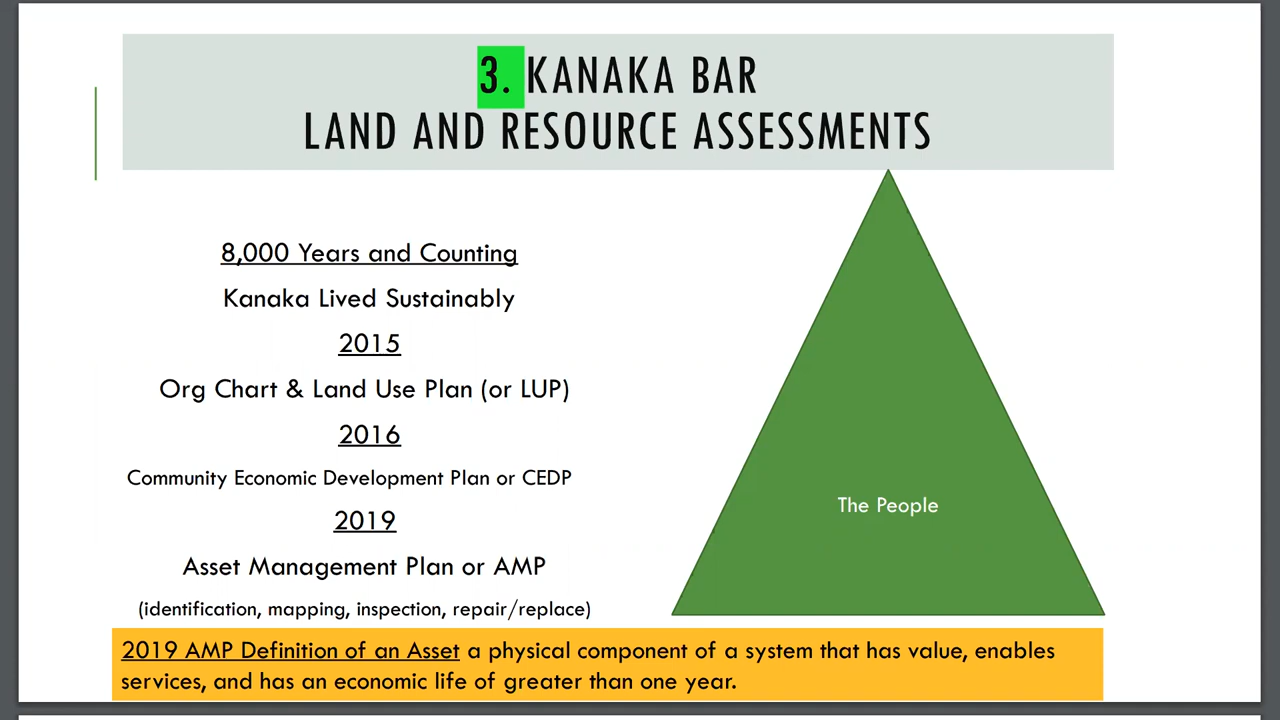 3. KANAKA BAR
LAND AND RESOURCE ASSESSMENTS
8,000 Years and Counting
Kanaka Lived Sustainably
2015
Org Chart & Land Use Plan (or LUP)
2016
Community Economic Development Plan or CEDP
2019
Asset Management Plan or AMP
(identification, mapping, inspection, repair/replace)
The People
2019 AMP Definition of an Asset a physical component of a system that has value, enables
services, and has an economic life of greater than one year.